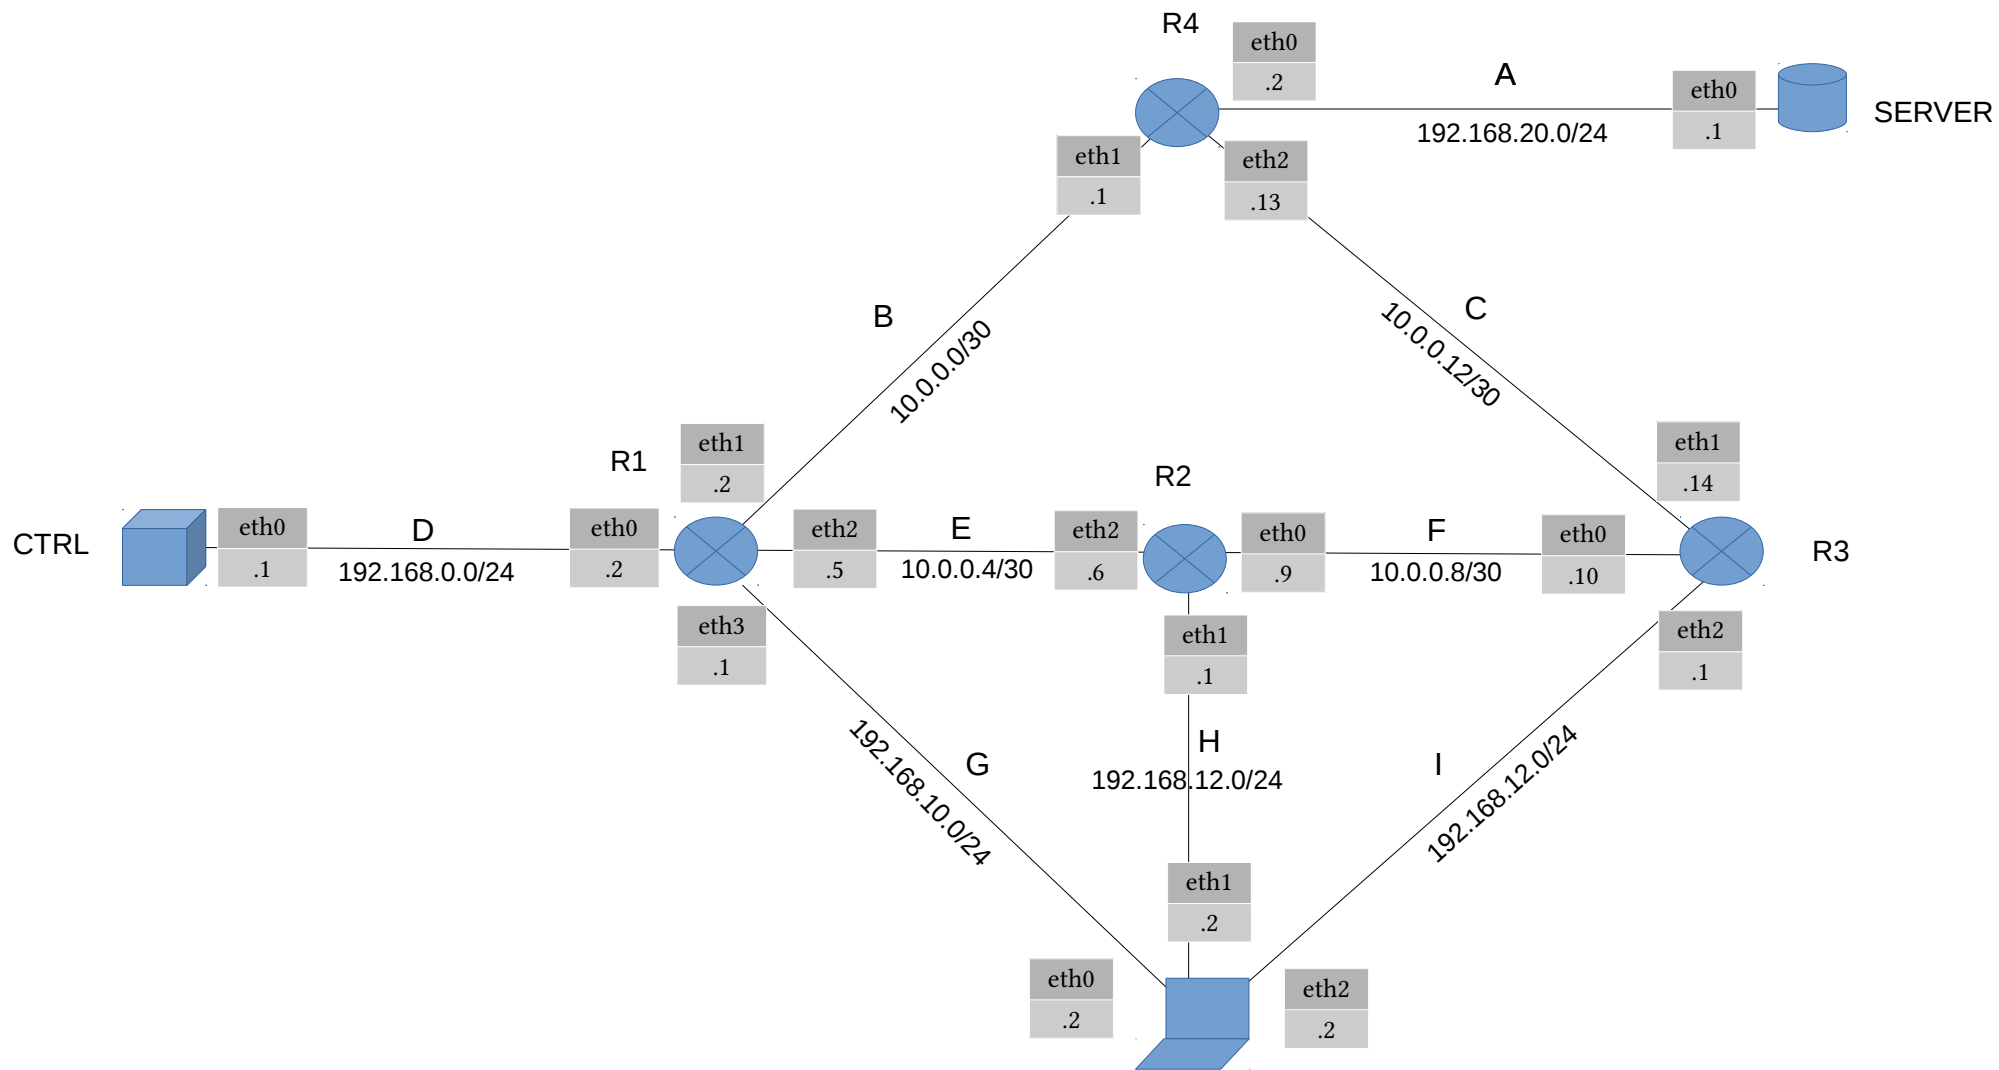 R4
eth0
.2
A
eth0
.1
SERVER
192.168.20.0/24
eth1
.1
eth2
.13
B
10.0.0.0/30
C
10.0.0.12/30
R1
eth1
.2
R2
eth1
.14
CTRL
eth0
.1
D
192.168.0.0/24
eth0
.2
eth2
.5
E
10.0.0.4/30
eth2
.6
eth0
.9
F
10.0.0.8/30
eth0
.10
R3
eth3
.1
eth1
.1
eth2
.1
G
192.168.10.0/24
H
192.168.12.0/24
I
192.168.12.0/24
eth1
.2
eth0
.2
eth2
.2